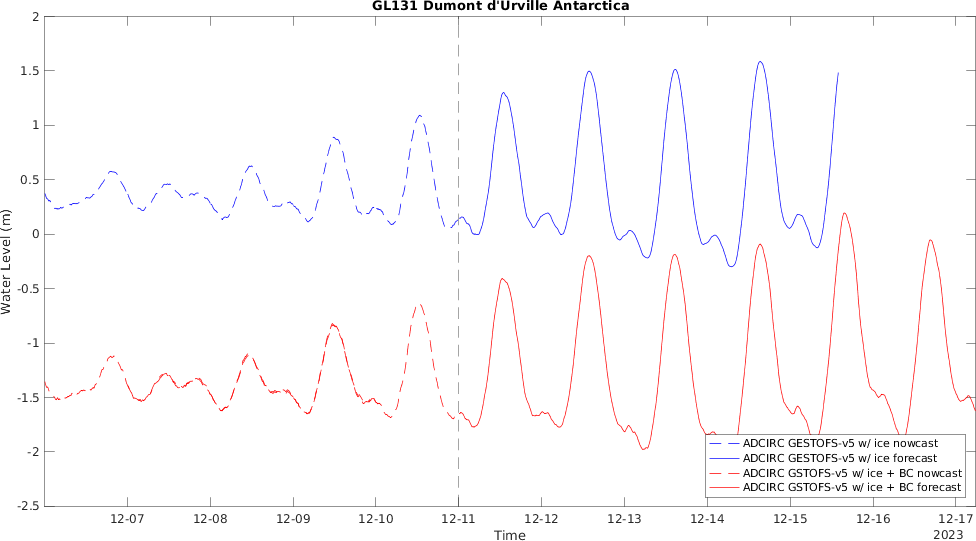 GL131 Dumont d'Urville Antarctica
2
1.5
1
0.5
0
-0.5
-1
-1.5
-2
-2.5
Water Level (m)
ADCIRC GESTOFS-v5 w/ ice nowcast
ADCIRC GESTOFS-v5 w/ ice forecast
ADCIRC GSTOFS-v5 w/ ice + BC nowcast
ADCIRC GSTOFS-v5 w/ ice + BC forecast
12-07 12-08 12-09 12-10 12-11 12-12 12-13 12-14 12-15 12-16 12-17
Time
2023